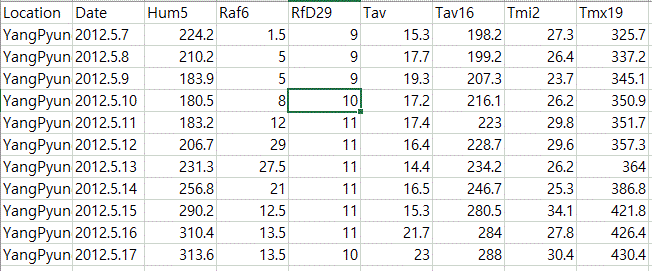 Location Date Hum5 Raf6 RfD29 Tav Tav16 Tmi2 Tmx19
YangPyun 2012.5.7 224.2 1.5 9 15.3 198.2 27.3 325.7
YangPyun 2012.5.8 210.2 5 9 17.7 199.2 26.4 337.2
YangPyun 2012.5.9 183.9 5 9 19.3 207.3 23.7 345.1
YangPyun 2012.5.10 180.5 8 10 17.2 216.1 26.2 350.9
YangPyun 2012.5.11 183.2 12 11 17.4 223 29.8 351.7
YangPyun 2012.5.12 206.7 29 11 16.4 228.7 29.6 357.3
YangPyun 2012.5.13 231.3 27.5 11 14.4 234.2 26.2 364
YangPyun 2012.5.14 256.8 21 11 16.5 246.7 25.3 386.8
YangPyun 2012.5.15 290.2 12.5 11 15.3 280.5 34.1 421.8
YangPyun 2012.5.16 310.4 13.5 11 21.7 284 27.8 426.4
YangPyun 2012.5.17 313.6 13.5 10 23 288 30.4 430.4